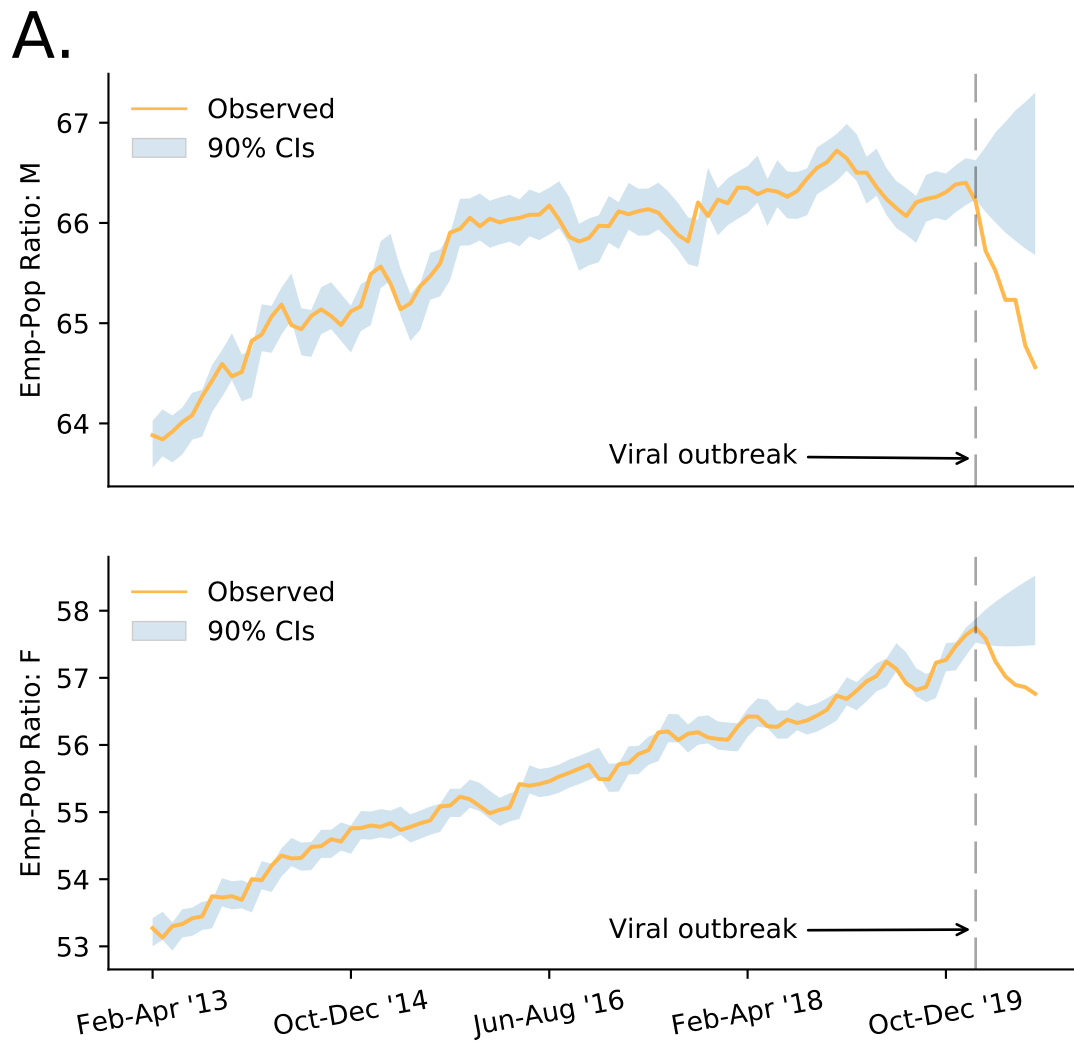 A.
Emp-Pop Ratio: M
67
66
65
64
Observed
90% CIs
Viral outbreak
Emp-Pop Ratio: F
58
57
56
55
54
53
Observed
90% CIs
Viral outbreak
Feb-Apr '13
Oct-Dec '14
Jun-Aug '16
Feb-Apr '18
Oct-Dec '19